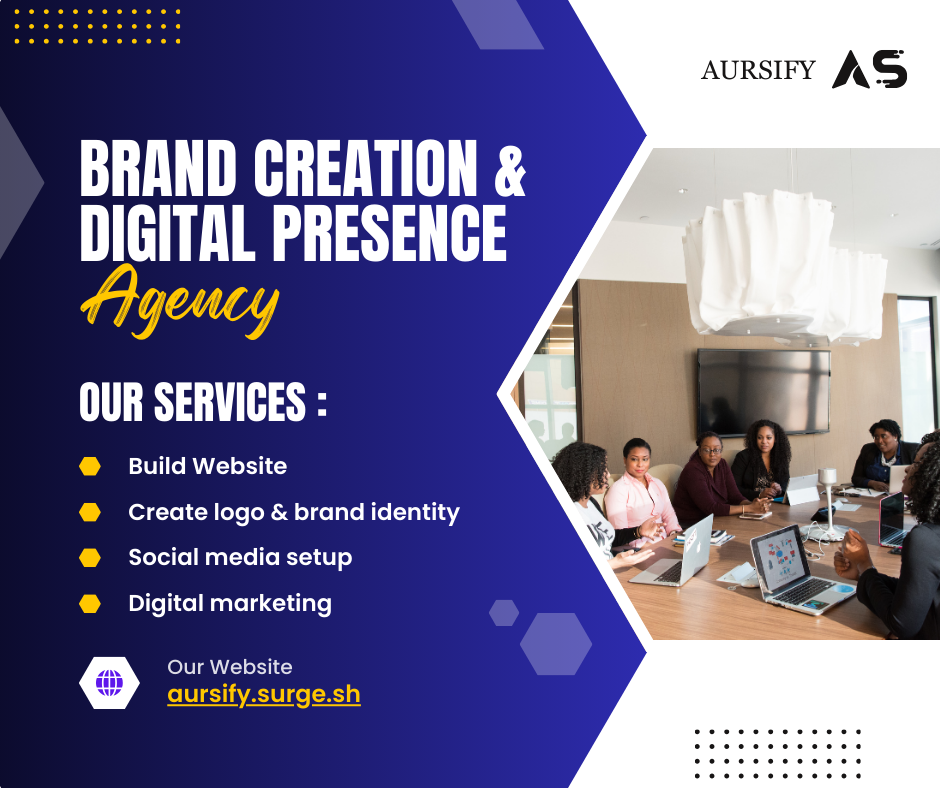 AURSIFY AS
BRAND CREATION &
DIGITAL PRESENCE
Agency
OUR SERVICES :
Build Website
Create logo & brand identity
Social media setup
Digital marketing
Our Website
aursify.surge.sh